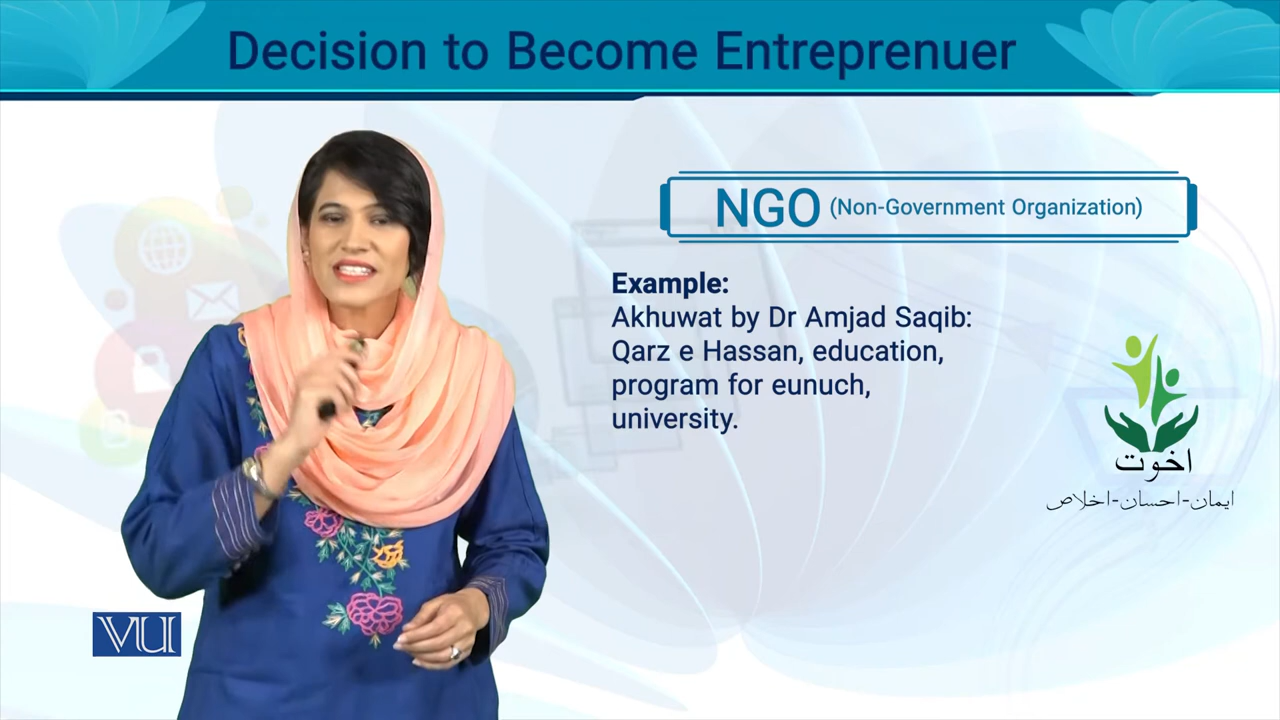 Decision to Become Entreprenuer
NGO (Non-Government Organization)
Example:
Akhuwat by Dr Amjad Saqib:
Qarz e Hassan, education,
program for eunuch,
university.
اخوت
ایمان-احسان-اخلاص
VU